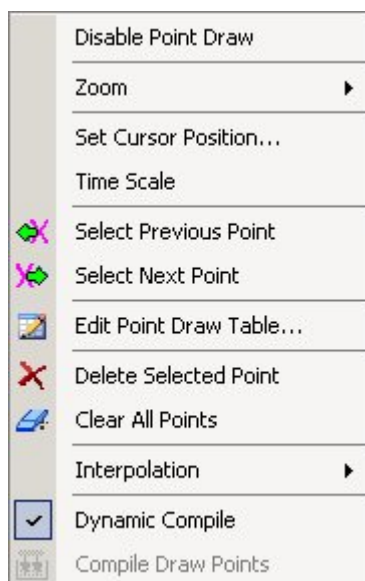 Disable Point Draw
Zoom
Set Cursor Position...
Time Scale
Select Previous Point
Select Next Point
Edit Point Draw Table...
Delete Selected Point
Clear All Points
Interpolation
Dynamic Compile
Compile Draw Points